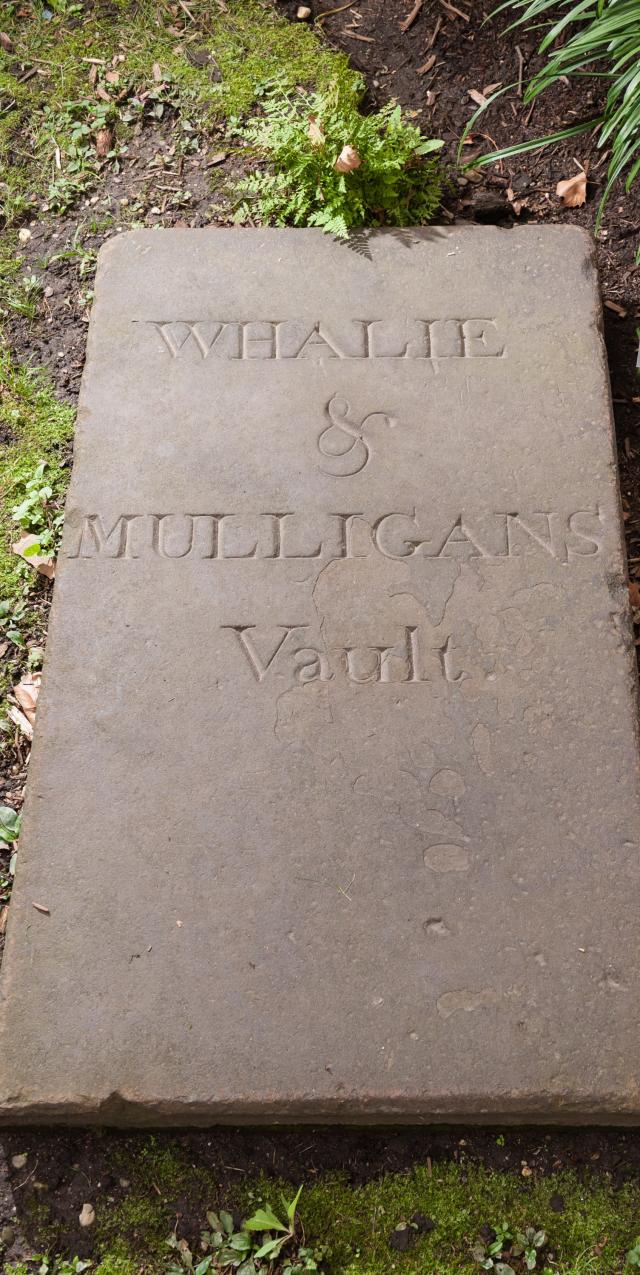 WHALIE
&
MULLIGANS
Vault.